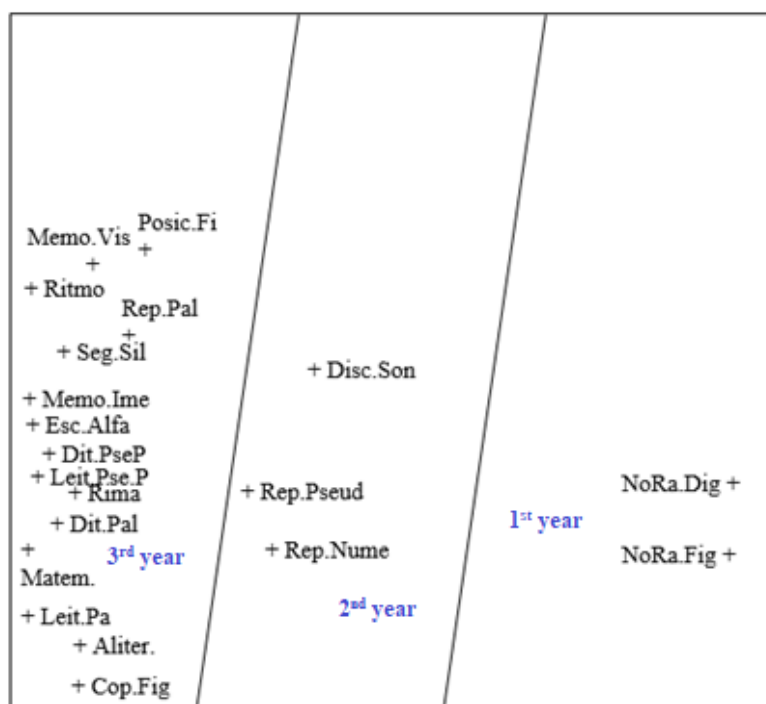 Posic.Fi
Memo.Vis
Ritmo
Rep.Pal
Seg.Sil
Disc.Son
Memo.Ime
Esc.Alfa
Dit.PseP
Leit.Pse.P
Rima
Rep.Pseud
NoRa.Dig
Dit.Pal
1st year
3rd year
Rep.Nume
NoRa.Fig
Matem.
2nd year
Leit.Pa
Aliter.
Cop.Fig